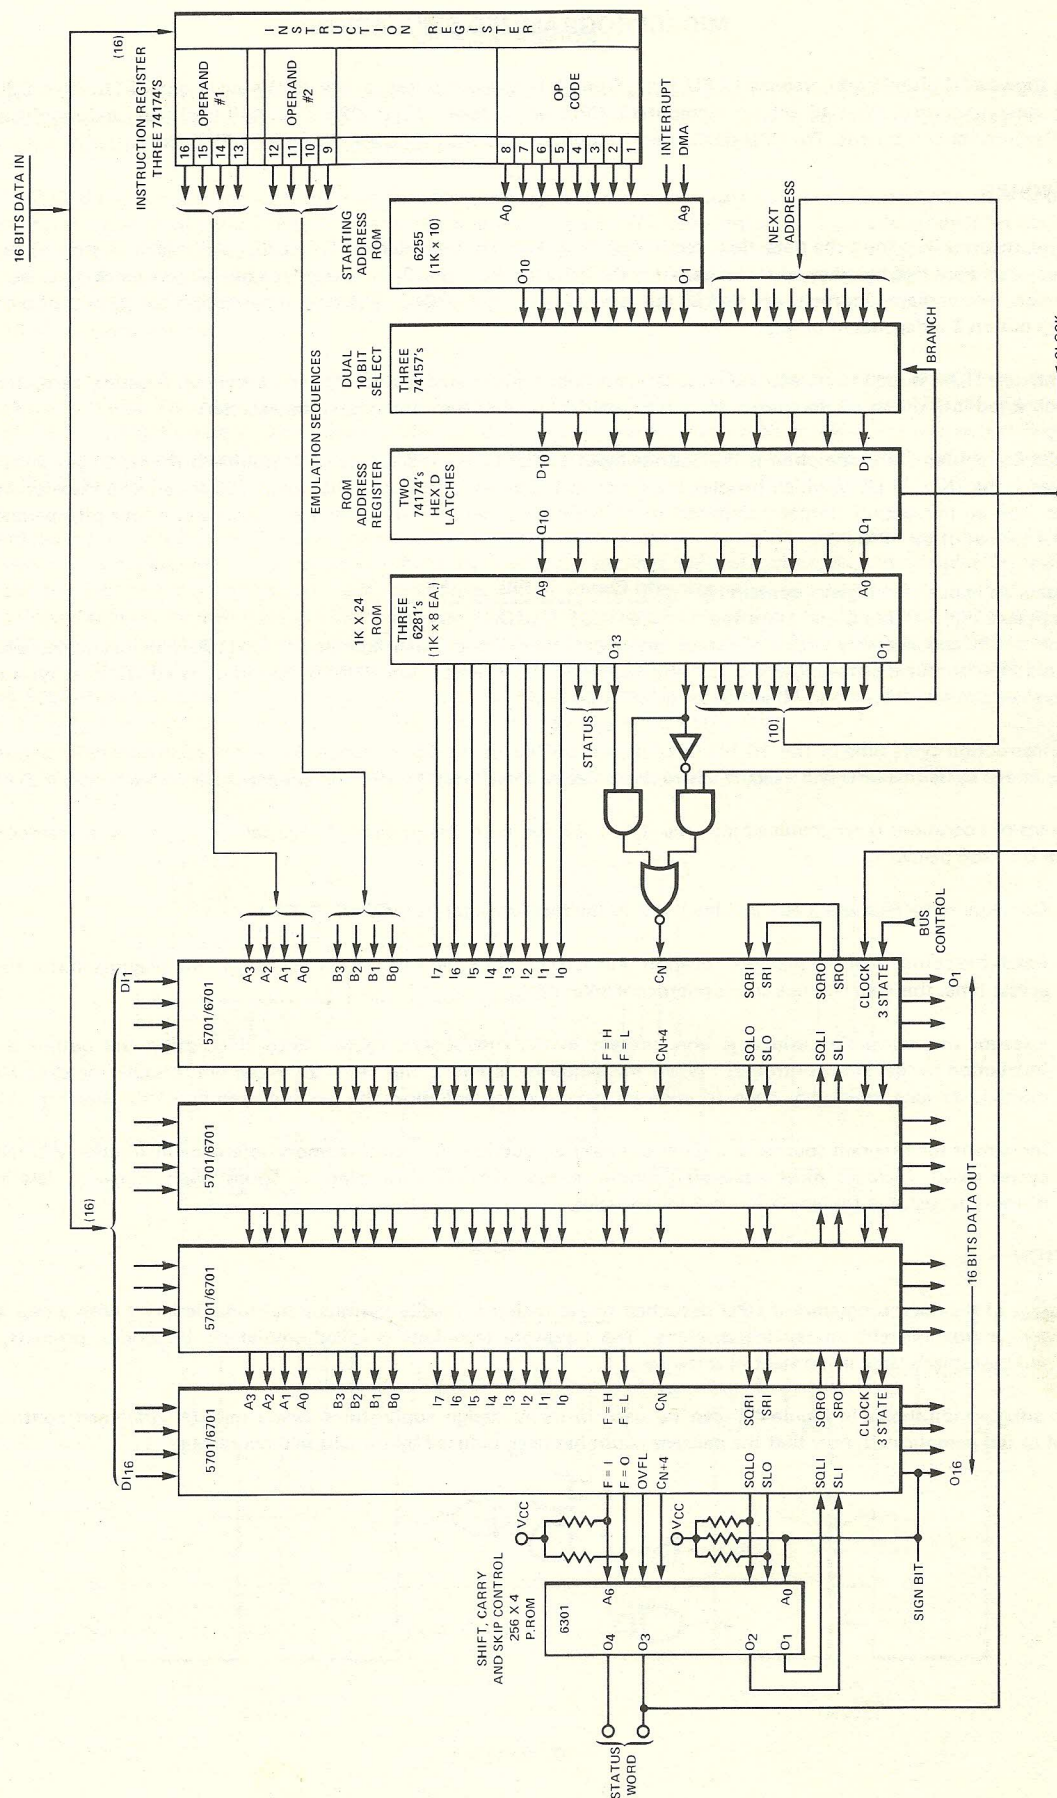 16 BITS DATA IN
(16)
INSTRUCTION REGISTER
THREE 74174'S
INSTRUCTION REGISTER
OPERAND
#1
OPERAND
#2
OP
CODE
16
15
14
13
12
11
10
9
8
7
6
5
4
3
2
1
INTERRUPT
DMA
STARTING
ADDRESS
ROM
6255
(1K x 10)
A0
A9
O10
O1
NEXT
ADDRESS
EMULATION SEQUENCES
DUAL
10 BIT
SELECT
THREE
74157's
BRANCH
CLOCK
ROM
ADDRESS
REGISTER
TWO
74174's
HEX D
LATCHES
D10
D1
Q10
Q1
1K X 24
ROM
THREE
6281's
(1K x 8 EA.)
A9
A0
O13
O1
STATUS
(10)
(16)
DI1
5701/6701
A3
A2
A1
A0
B3
B2
B1
B0
I7
I6
I5
I4
I3
I2
I1
I0
CN
SQRI
SRI
SQRO
SRO
CLOCK
3 STATE
BUS
CONTROL
F = H
F = L
CN+4
SQLO
SLO
SQLI
SLI
O1
5701/6701
5701/6701
16 BITS DATA OUT
DI16
5701/6701
A3
A2
A1
A0
B3
B2
B1
B0
I7
I6
I5
I4
I3
I2
I1
I0
F = H
F = L
CN
SQRI
SRI
SQRO
SRO
CLOCK
3 STATE
F = I
F = O
OVFL
CN+4
SQLO
SLO
SQLI
SLI
O16
VCC
VCC
SHIFT, CARRY
AND SKIP CONTROL
256 X 4
P.ROM
6301
A6
A0
O4
O3
O2
O1
SIGN BIT
STATUS
WORD